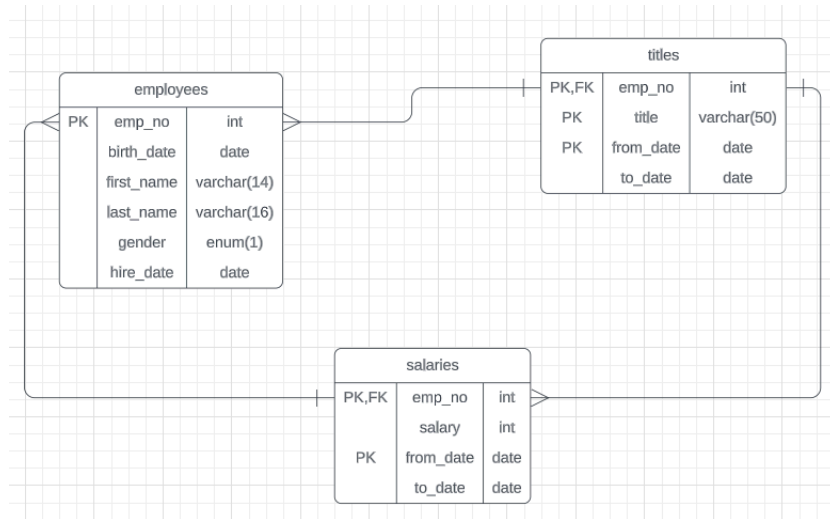 employees
PK emp_no int
birth_date date
first_name varchar(14)
last_name varchar(16)
gender enum(1)
hire_date date
titles
PK,FK emp_no int
PK title varchar(50)
PK from_date date
to_date date
salaries
PK,FK emp_no int
salary int
PK from_date date
to_date date